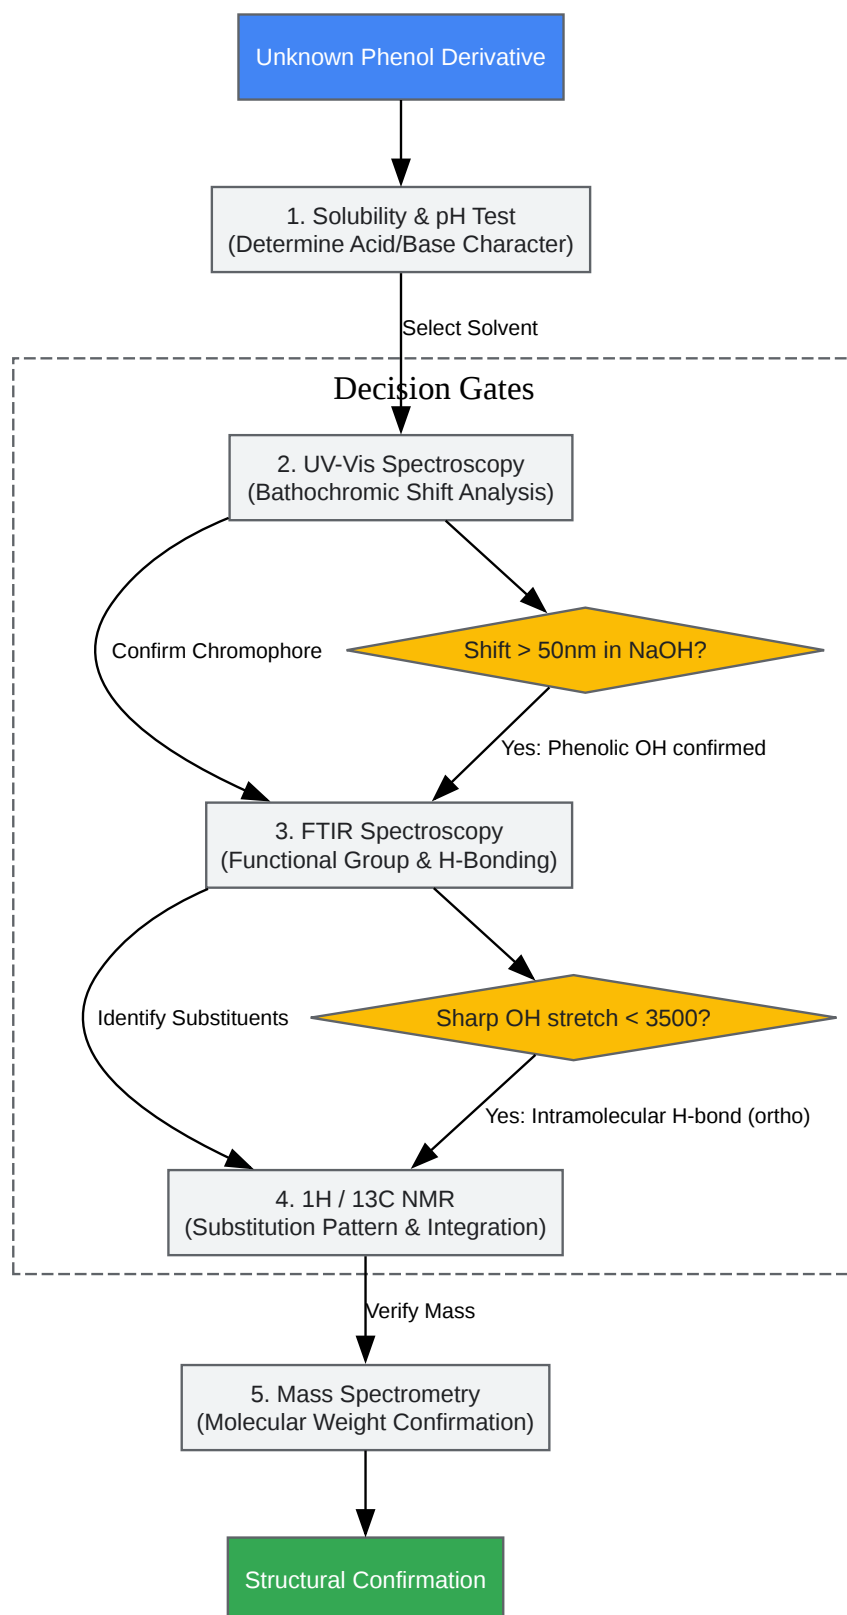 Unknown Phenol Derivative
1. Solubility & pH Test
(Determine Acid/Base Character)
Select Solvent
Decision Gates
2. UV-Vis Spectroscopy
(Bathochromic Shift Analysis)
Confirm Chromophore
Shift > 50nm in NaOH?
Yes: Phenolic OH confirmed
3. FTIR Spectroscopy
(Functional Group & H-Bonding)
Identify Substituents
Sharp OH stretch < 3500?
Yes: Intramolecular H-bond (ortho)
4. 1H / 13C NMR
(Substitution Pattern & Integration)
Verify Mass
5. Mass Spectrometry
(Molecular Weight Confirmation)
Structural Confirmation